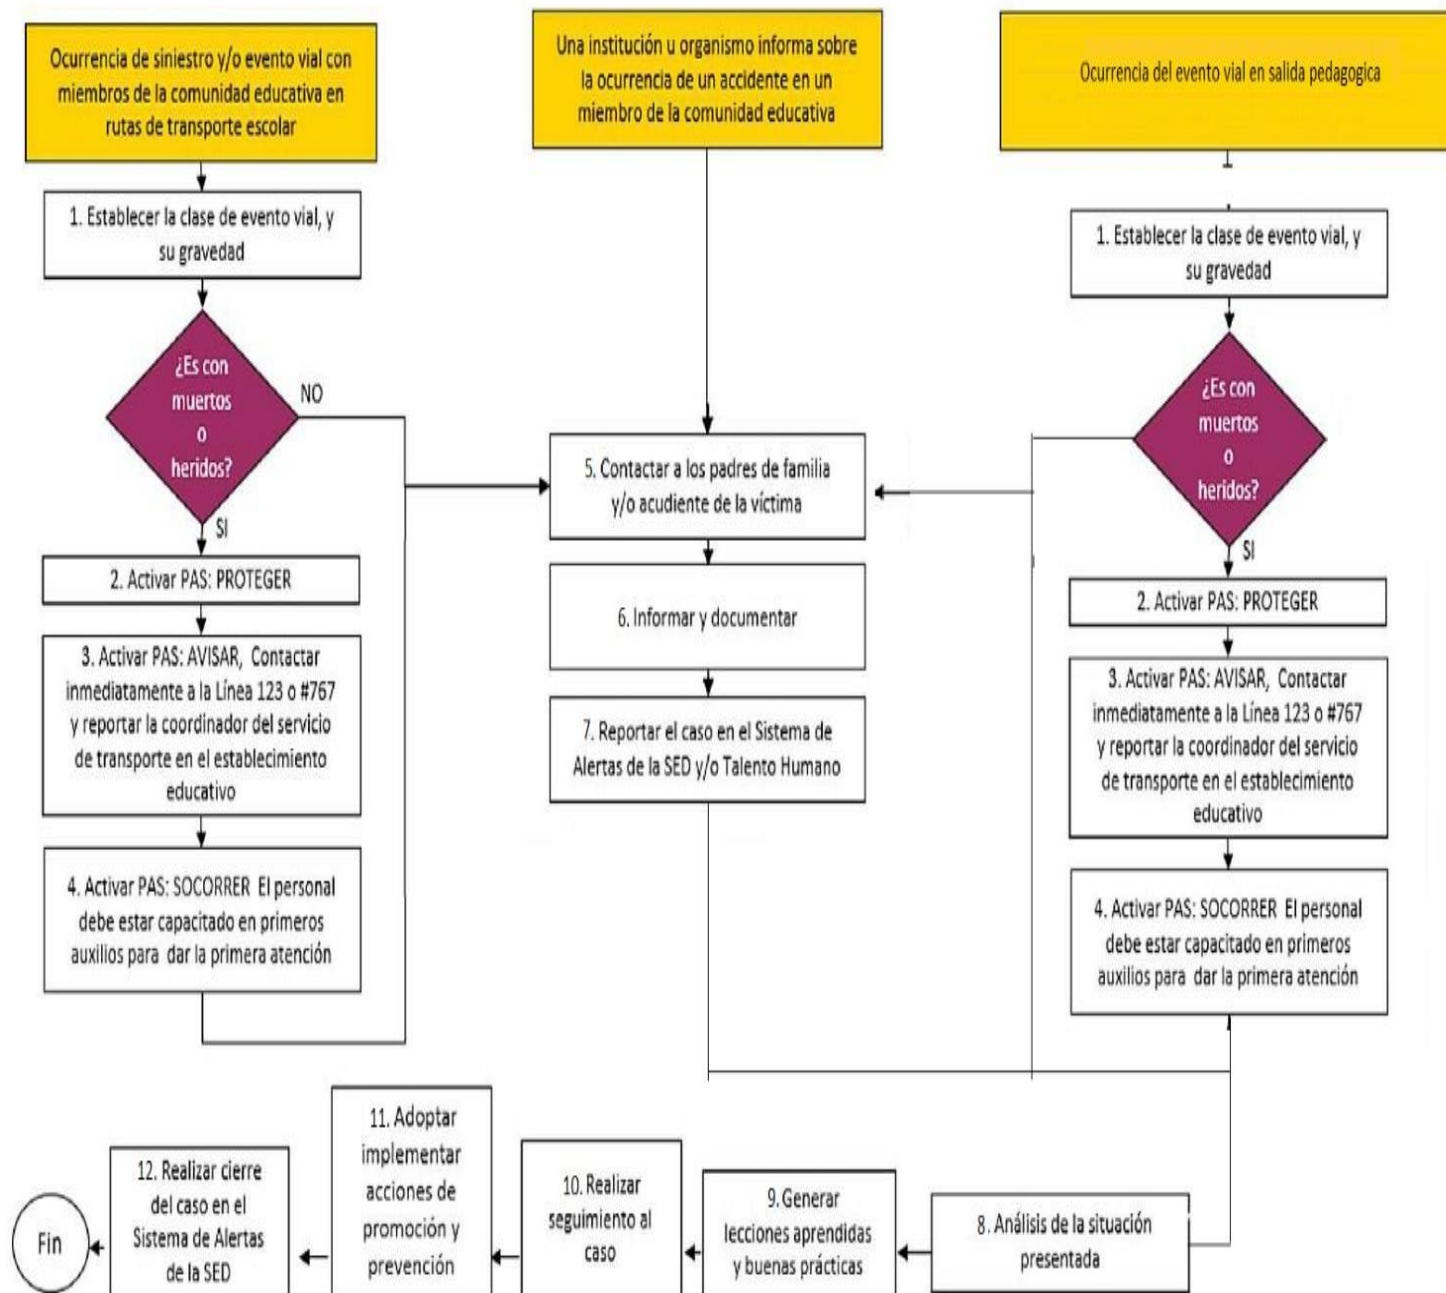 Ocurrencia de siniestro y/o evento vial con
miembros de la comunidad educativa en
rutas de transporte escolar
Una institución u organismo informa sobre
la ocurrencia de un accidente en un
miembro de la comunidad educativa
Ocurrencia del evento vial en salida pedagogica
1. Establecer la clase de evento vial, y
su gravedad
¿Es con
muertos
o
heridos?
NO
SI
2. Activar PAS: PROTEGER
3. Activar PAS: AVISAR, Contactar
inmediatamente a la Línea 123 o #767
y reportar la coordinador del servicio
de transporte en el establecimiento
educativo
4. Activar PAS: SOCORRER El personal
debe estar capacitado en primeros
auxilios para dar la primera atención
5. Contactar a los padres de familia
y/o acudiente de la víctima
6. Informar y documentar
7. Reportar el caso en el Sistema de
Alertas de la SED y/o Talento Humano
1. Establecer la clase de evento vial, y
su gravedad
¿Es con
muertos
o
heridos?
SI
2. Activar PAS: PROTEGER
3. Activar PAS: AVISAR, Contactar
inmediatamente a la Línea 123 o #767
y reportar la coordinador del servicio
de transporte en el establecimiento
educativo
4. Activar PAS: SOCORRER El personal
debe estar capacitado en primeros
auxilios para dar la primera atención
8. Análisis de la situación
presentada
9. Generar
lecciones aprendidas
y buenas prácticas
10. Realizar
seguimiento al
caso
11. Adoptar
implementar
acciones de
promoción y
prevención
12. Realizar cierre
del caso en el
Sistema de Alertas
de la SED
Fin